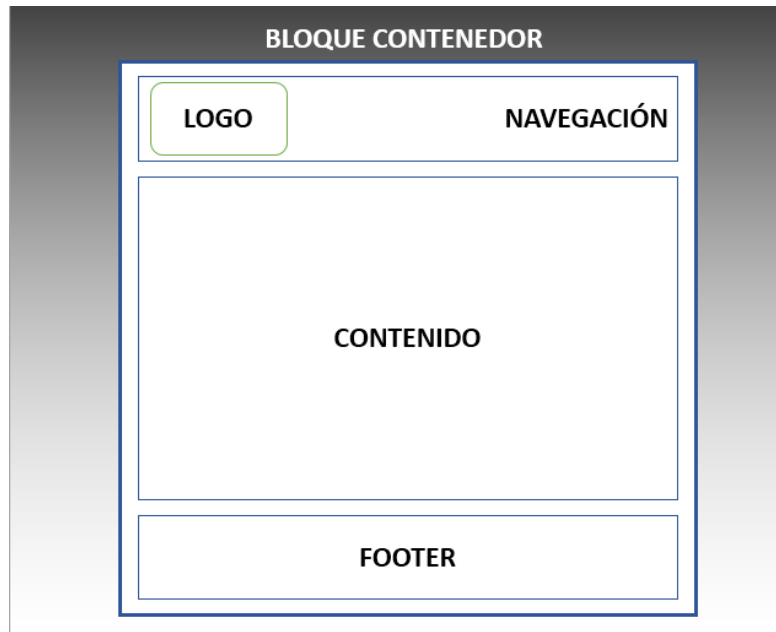 BLOQUE CONTENEDOR
LOGO
NAVEGACIÓN
CONTENIDO
FOOTER